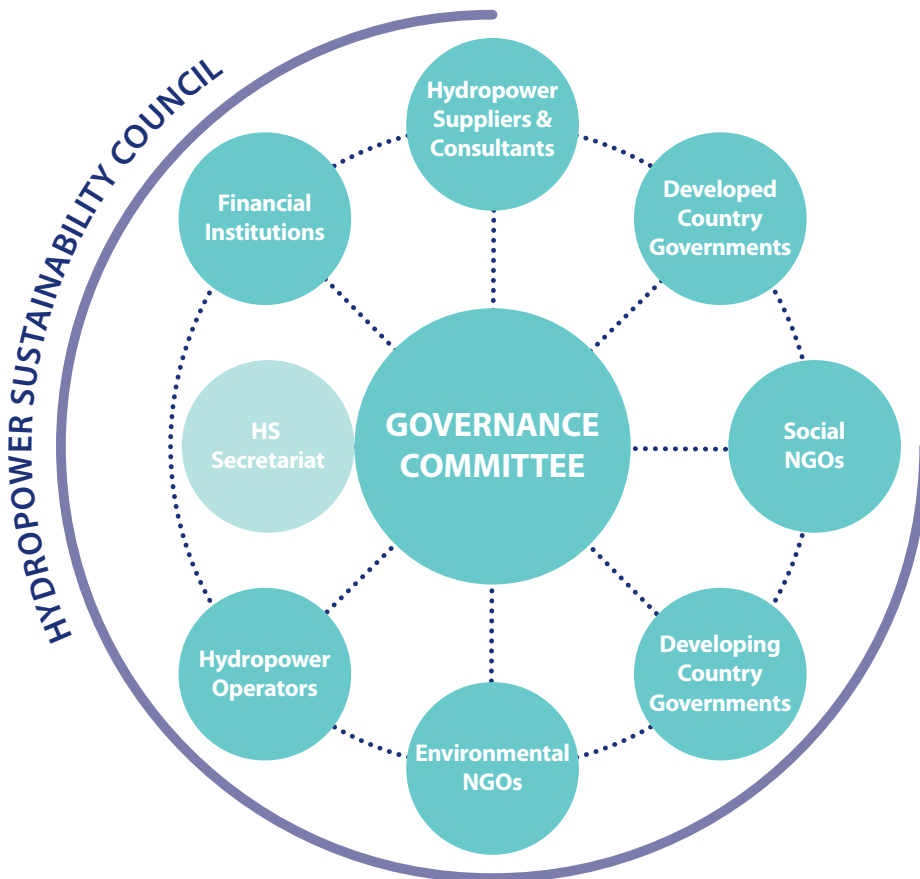 HYDROPOWER SUSTAINABILITY COUNCIL
Hydropower
Suppliers &
Consultants
Financial
Institutions
Developed
Country
Governments
HS
Secretariat
GOVERNANCE
COMMITTEE
Social
NGOs
Hydropower
Operators
Developing
Country
Governments
Environmental
NGOs